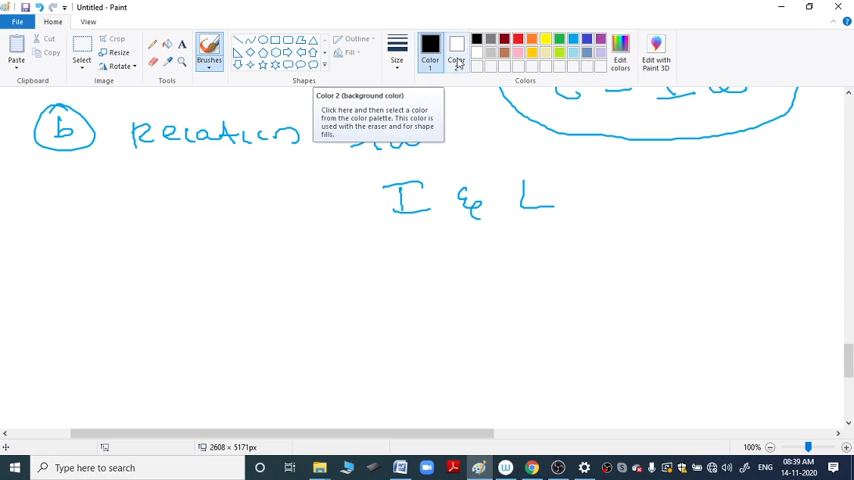 Untitled - Paint
File Home View
Cut
Copy
Paste
Clipboard
Select
Crop
Resize
Rotate
Image
Tools
A
Brushes
Shapes
Outline
Fill
Size
Color 1
Color 2
Colors
Edit colors
Edit with Paint 3D
Color 2 (background color)
Click here and then select a color
from the color palette. This color is
used with the eraser and for shape
fills.
b Relation
I & L
2608 × 5171px
100%
Type here to search
ENG
08:39 AM
14-11-2020